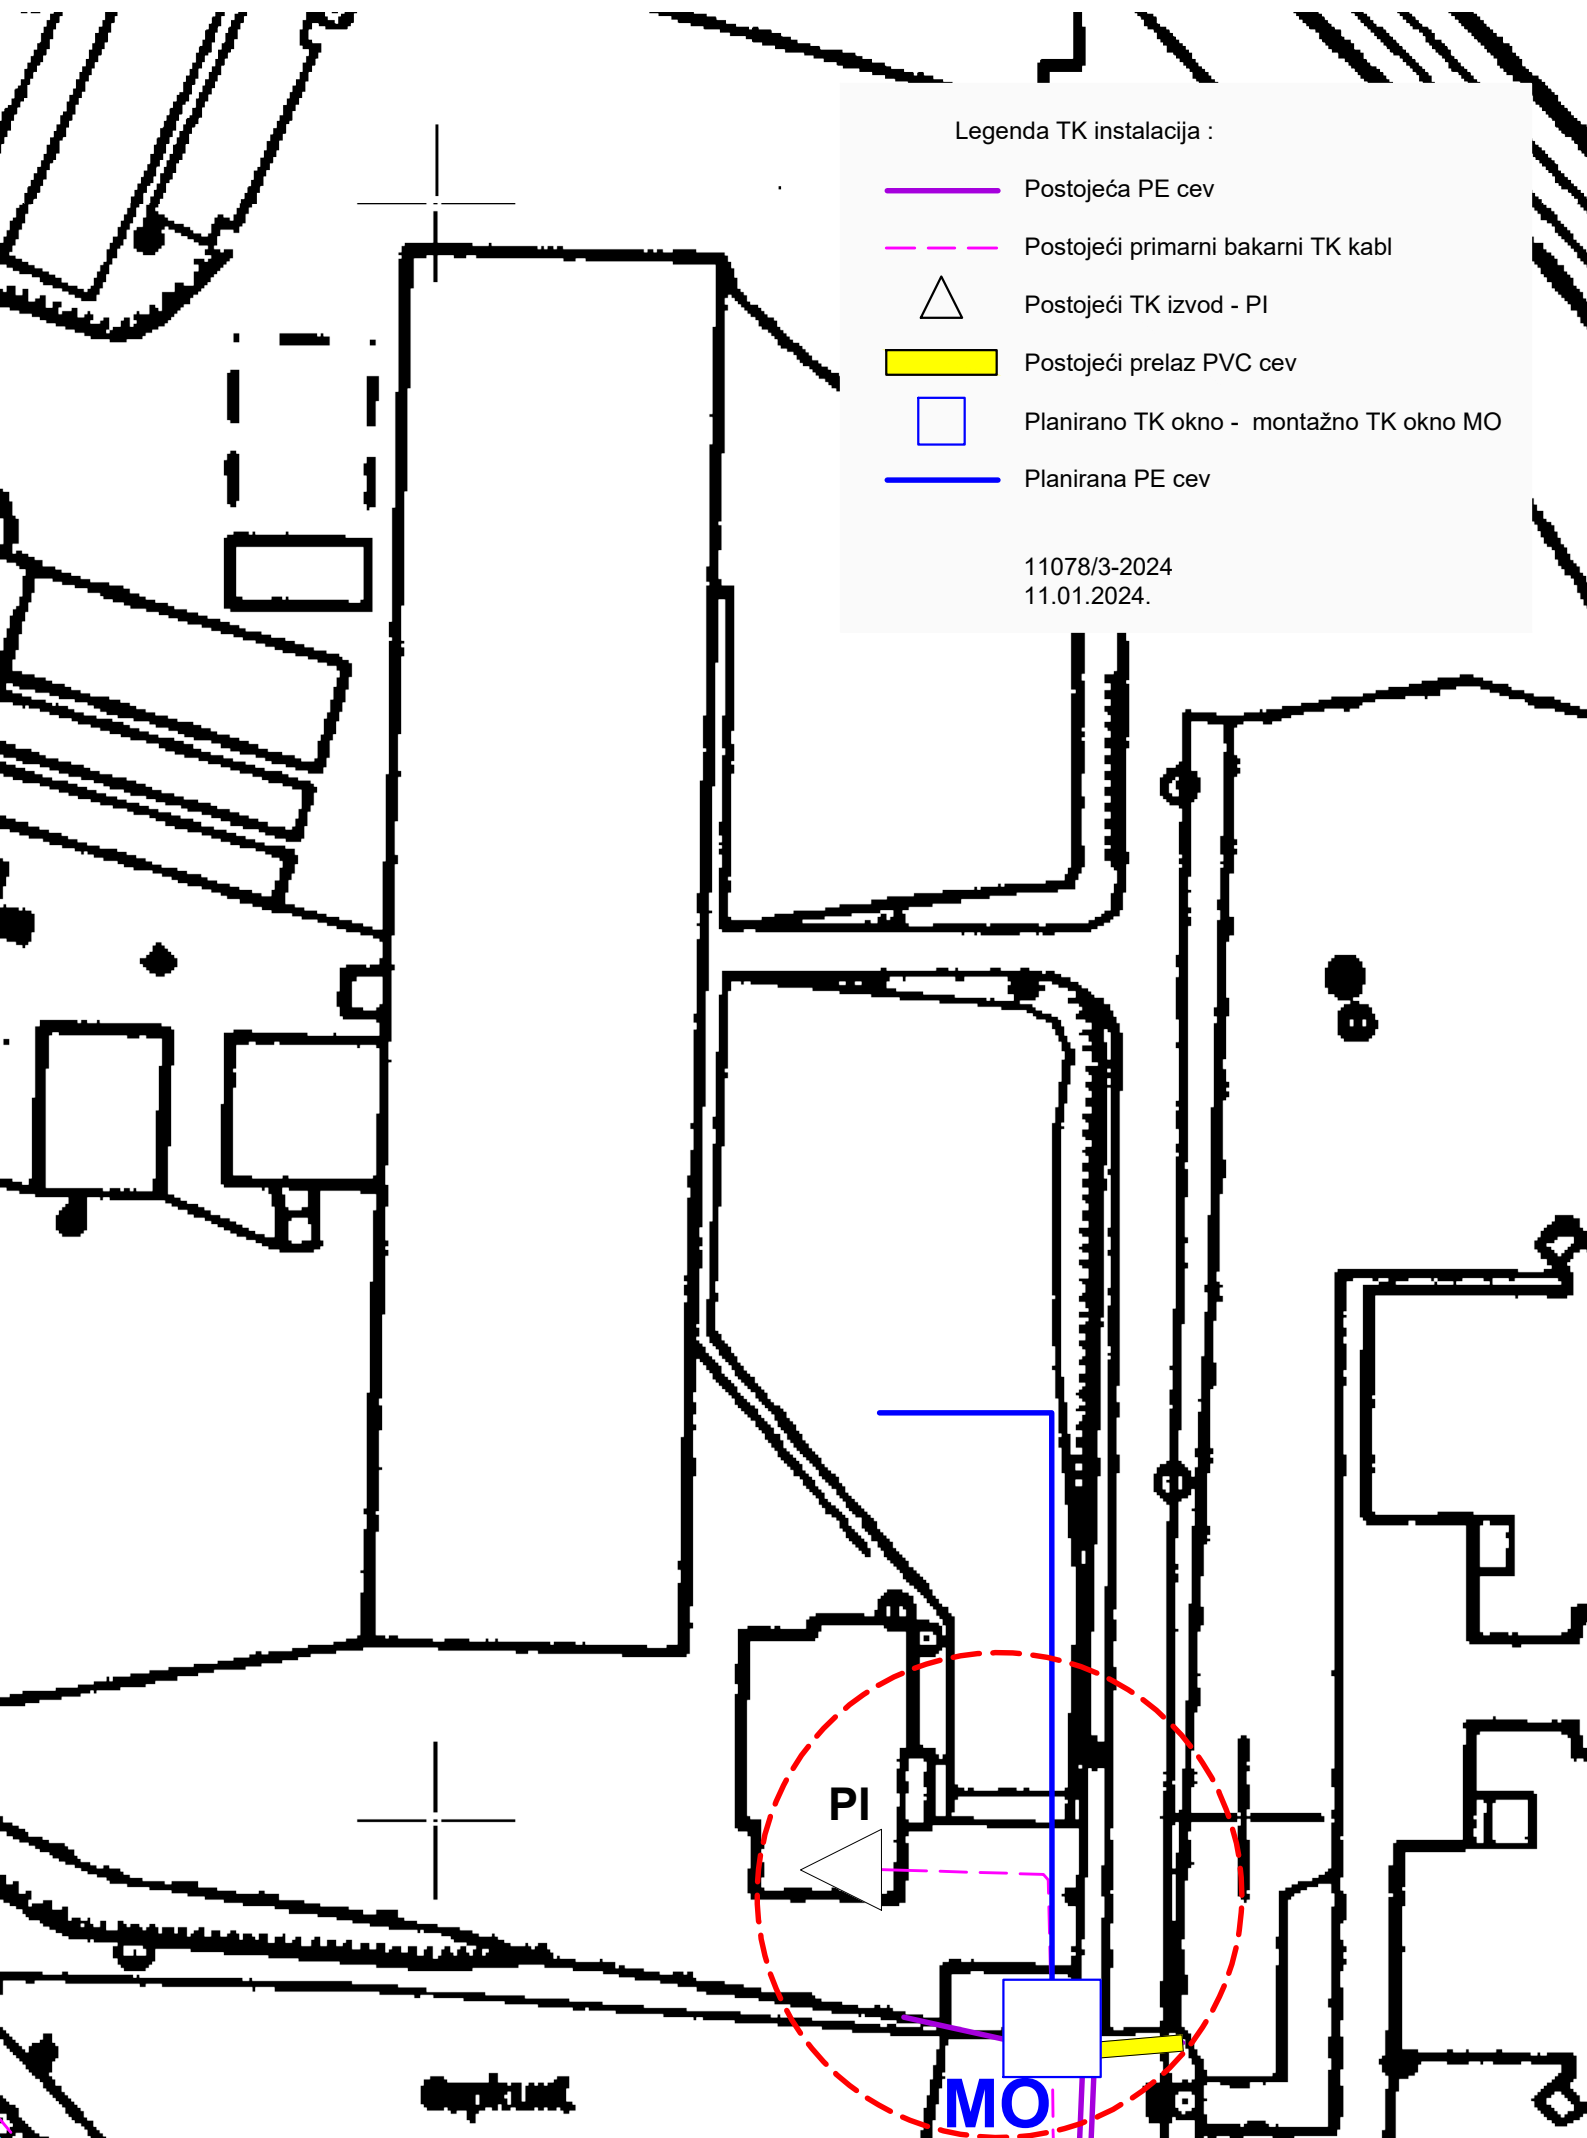 Legenda TK instalacija :
Postojeća PE cev
Postojeći primarni bakarni TK kabl
Postojeći TK izvod - PI
Postojeći prelaz PVC cev
Planirano TK okno - montažno TK okno MO
Planirana PE cev
11078/3-2024
11.01.2024.
PI
MO